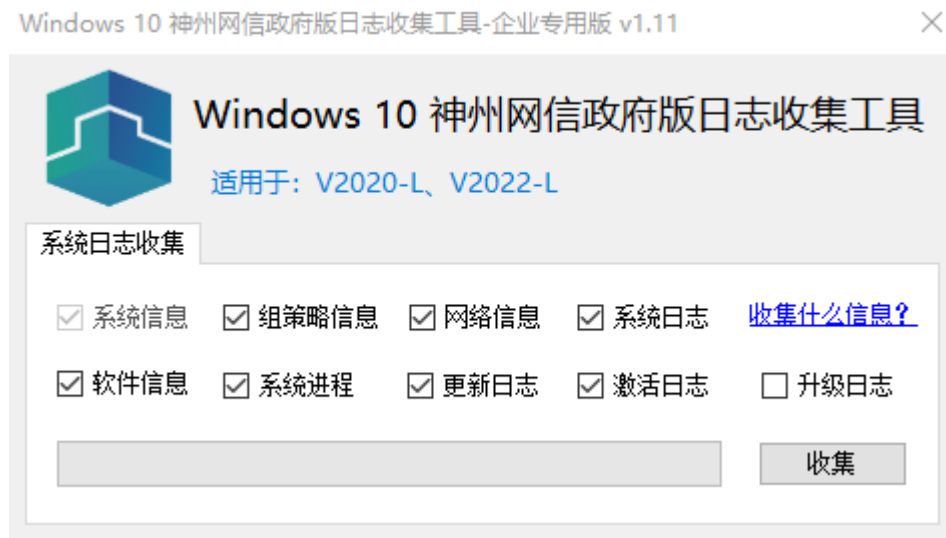 Windows 10 神州网信政府版日志收集工具-企业专用版 v1.11
Windows 10 神州网信政府版日志收集工具
适用于：V2020-L、V2022-L
系统日志收集
系统信息 组策略信息 网络信息 系统日志 收集什么信息？
软件信息 系统进程 更新日志 激活日志 升级日志
收集